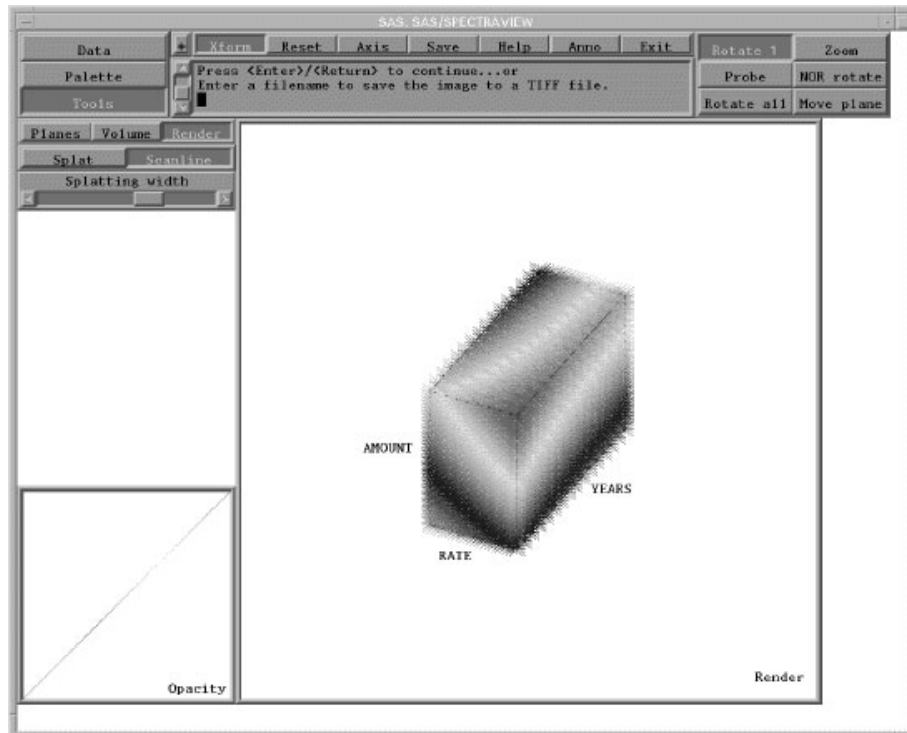 SAS: SAS/SPECTRAVIEW
Data
Palette
Tools
+ Xform Reset Axis Save Help Anno Exit
Press <Enter>/<Return> to continue...or
Enter a filename to save the image to a TIFF file.
Rotate 1 Zoom
Probe NOR rotate
Rotate all Move plane
Planes Volume Render
Splat Scanline
Splatting width
AMOUNT
YEARS
RATE
Opacity
Render